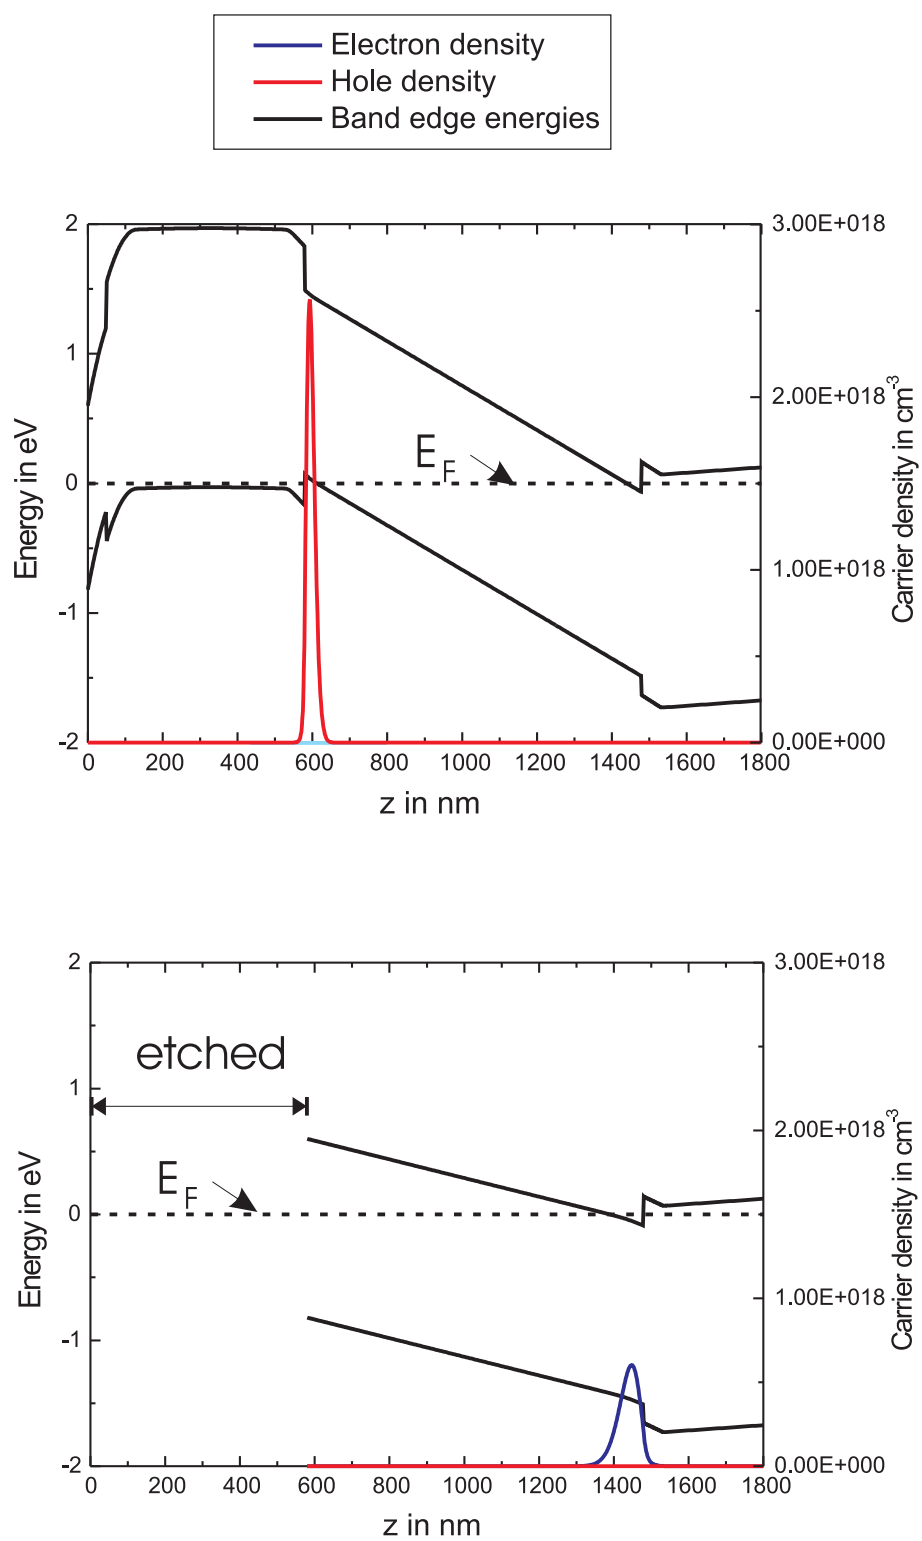 Electron density
Hole density
Band edge energies
2
1
0
-1
-2
Energy in eV
E F
3.00E+018
2.00E+018
1.00E+018
0.00E+000
Carrier density in cm-3
0 200 400 600 800 1000 1200 1400 1600 1800
z in nm
2
1
0
-1
-2
Energy in eV
etched
E F
3.00E+018
2.00E+018
1.00E+018
0.00E+000
Carrier density in cm-3
0 200 400 600 800 1000 1200 1400 1600 1800
z in nm